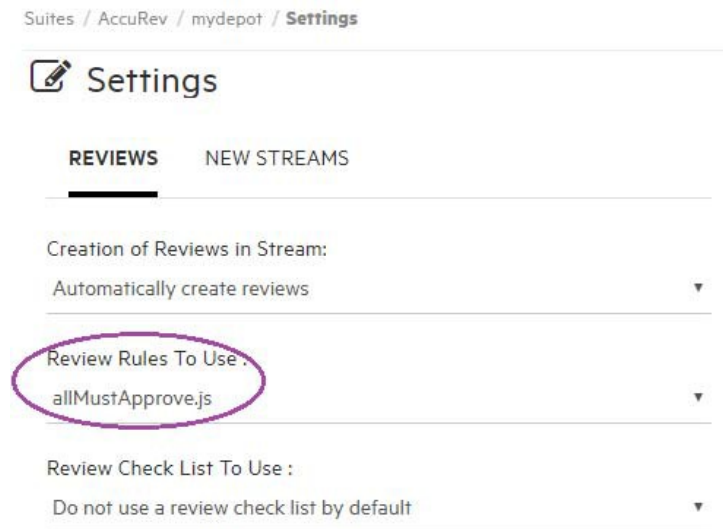 Suites / AccuRev / mydepot / Settings
Settings
REVIEWS NEW STREAMS
Creation of Reviews in Stream:
Automatically create reviews
Review Rules To Use :
allMustApprove.js
Review Check List To Use :
Do not use a review check list by default